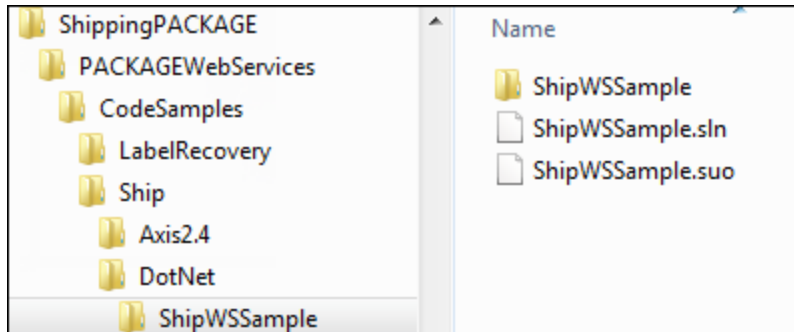 ShippingPACKAGE
PACKAGEWebServices
CodeSamples
LabelRecovery
Ship
Axis2.4
DotNet
ShipWSSample
Name
ShipWSSample
ShipWSSample.sln
ShipWSSample.suo